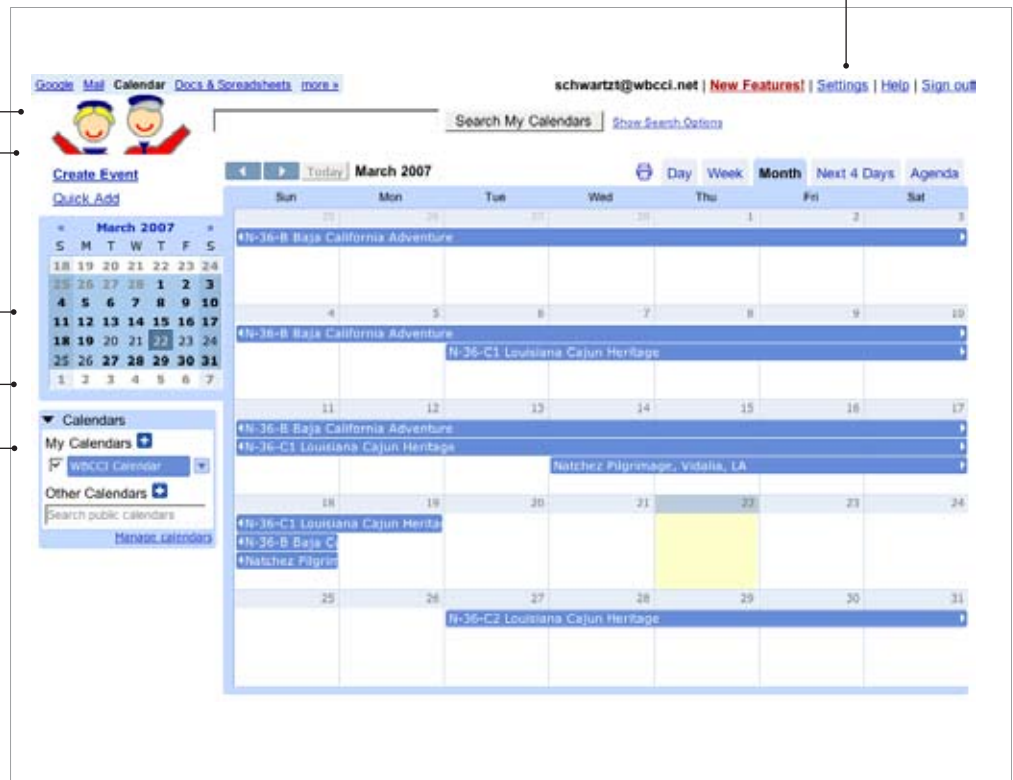 Google Mail Calendar Docs & Spreadsheets more »
schwartzt@wbcci.net | New Features! | Settings | Help | Sign out
Search My Calendars Show Search Options
Create Event
Quick Add
Today March 2007 Day Week Month Next 4 Days Agenda
« March 2007 »
S M T W T F S
18 19 20 21 22 23 24
25 26 27 28 1 2 3
4 5 6 7 8 9 10
11 12 13 14 15 16 17
18 19 20 21 22 23 24
25 26 27 28 29 30 31
1 2 3 4 5 6 7
Calendars
My Calendars
WBCCI Calendar
Other Calendars
Search public calendars
Manage calendars
Sun Mon Tue Wed Thu Fri Sat
25 26 27 28 1 2 3
N-36-B Baja California Adventure
4 5 6 7 8 9 10
N-36-B Baja California Adventure
N-36-C1 Louisiana Cajun Heritage
11 12 13 14 15 16 17
N-36-B Baja California Adventure
N-36-C1 Louisiana Cajun Heritage
Natchez Pilgrimage, Vidalia, LA
18 19 20 21 22 23 24
N-36-C1 Louisiana Cajun Herita
N-36-B Baja C
Natchez Pilgrim
25 26 27 28 29 30 31
N-36-C2 Louisiana Cajun Heritage